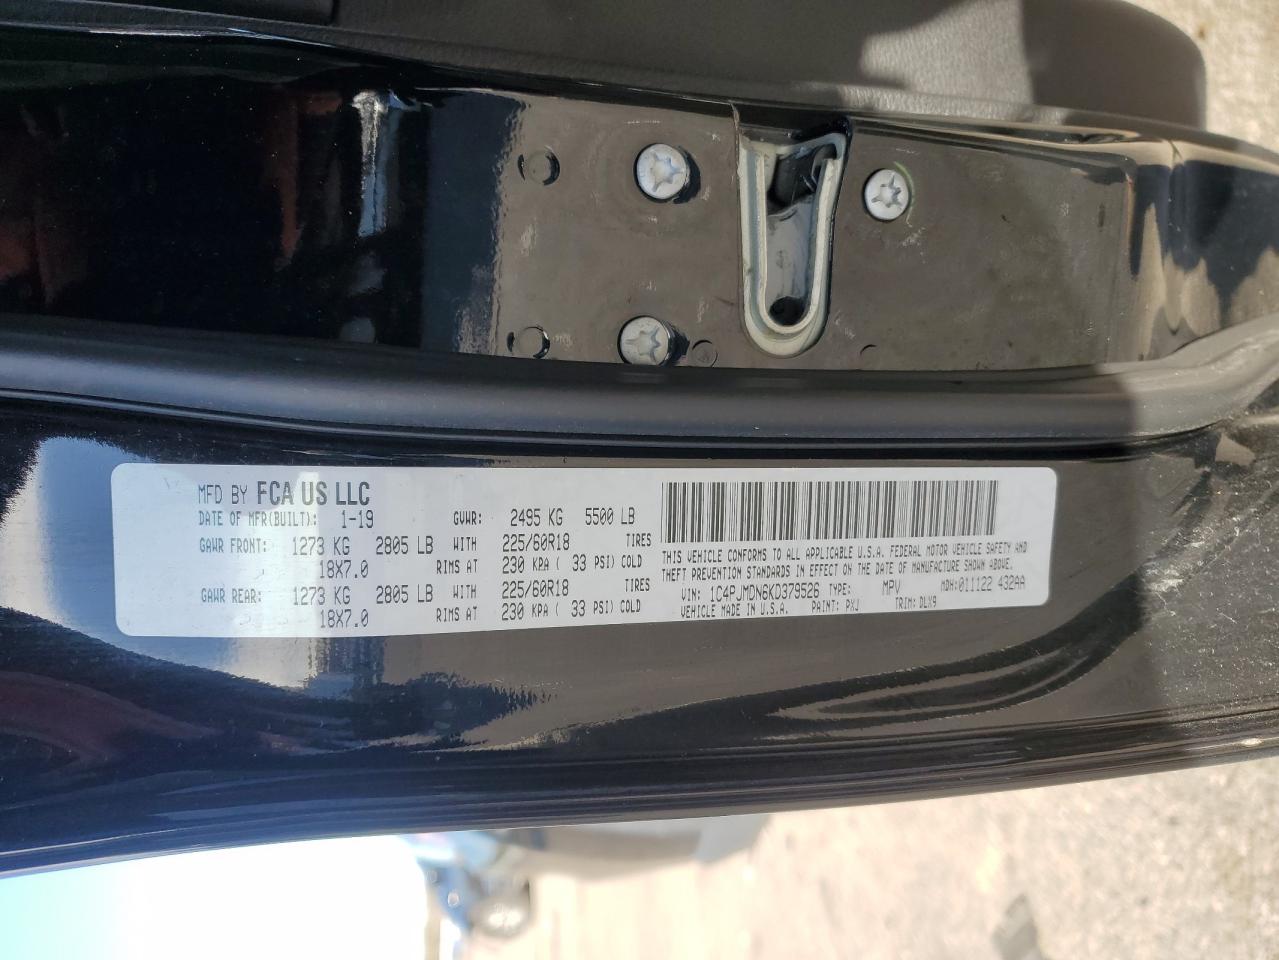 MFD BY FCA US LLC
DATE OF MFR(BUILT): 1-19 GVWR: 2495 KG 5500 LB
GAWR FRONT: 1273 KG 2805 LB WITH 225/60R18 TIRES
18X7.0 RIMS AT 230 KPA ( 33 PSI) COLD
GAWR REAR: 1273 KG 2805 LB WITH 225/60R18 TIRES
18X7.0 RIMS AT 230 KPA ( 33 PSI) COLD
THIS VEHICLE CONFORMS TO ALL APPLICABLE U.S.A. FEDERAL MOTOR VEHICLE SAFETY AND
THEFT PREVENTION STANDARDS IN EFFECT ON THE DATE OF MANUFACTURE SHOWN ABOVE.
VIN: 1C4PJMDN6KD379526 TYPE: MPV MDH: 011122 432AA
VEHICLE MADE IN U.S.A. PAINT: PXJ TRIM: DLX9